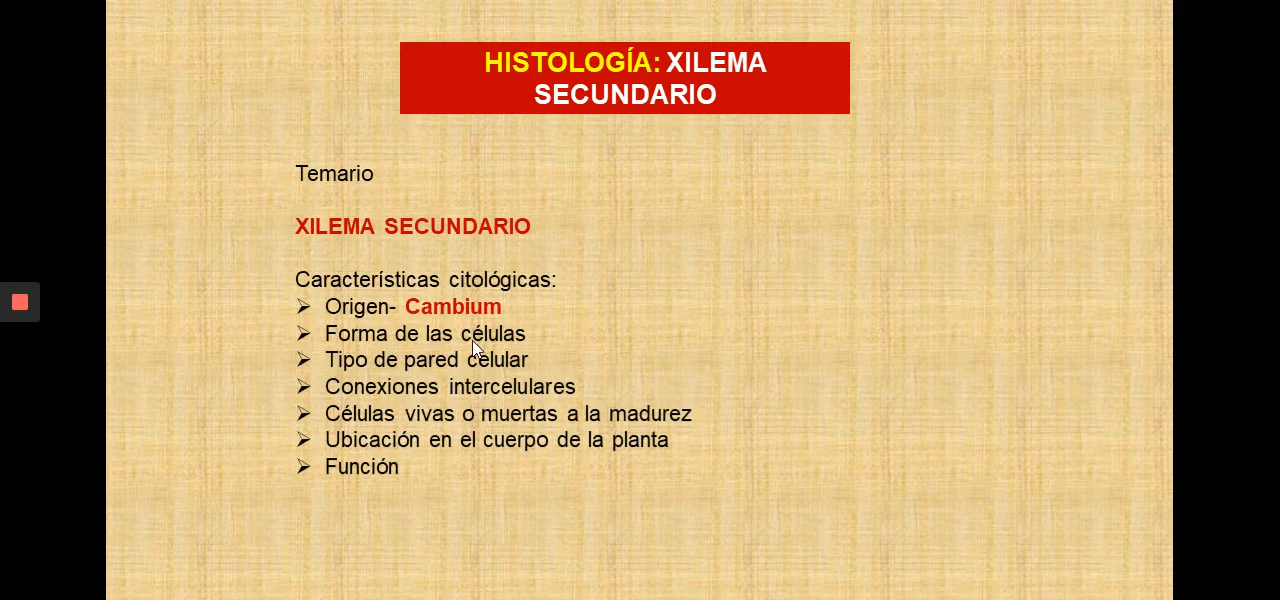 HISTOLOGÍA: XILEMA
SECUNDARIO
Temario
XILEMA SECUNDARIO
Características citológicas:
➢ Origen- Cambium
➢ Forma de las células
➢ Tipo de pared celular
➢ Conexiones intercelulares
➢ Células vivas o muertas a la madurez
➢ Ubicación en el cuerpo de la planta
➢ Función